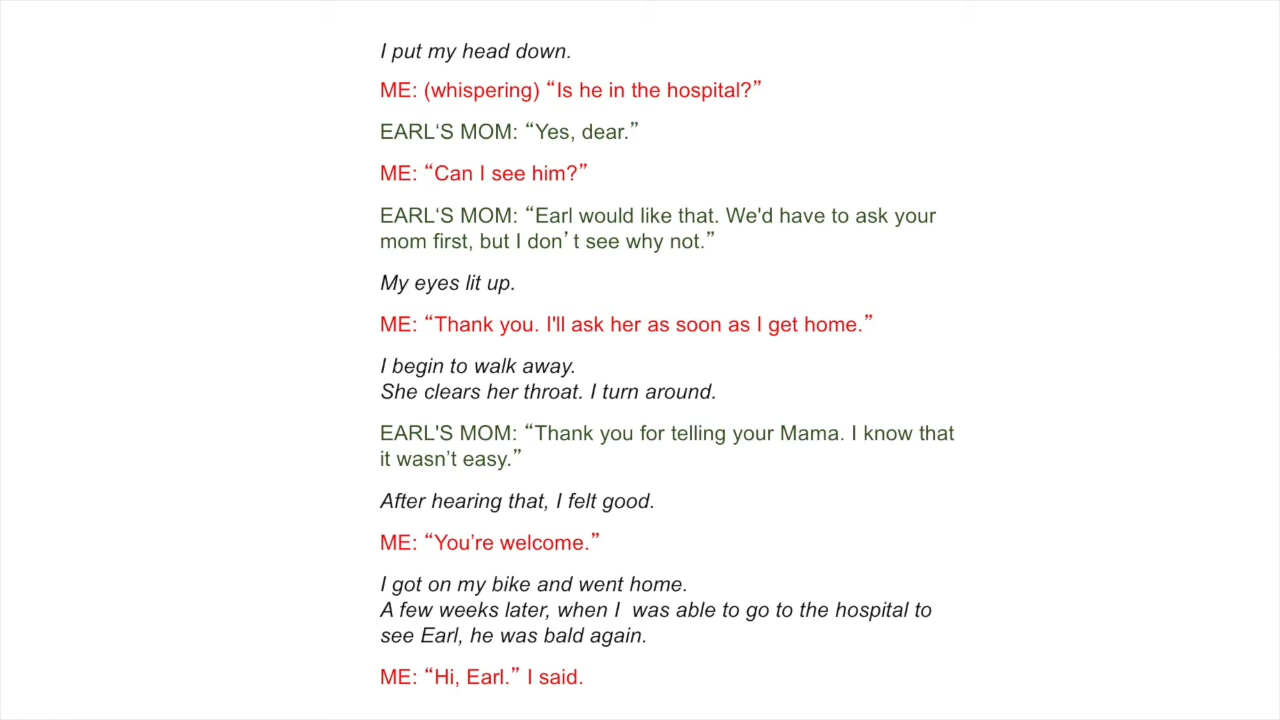 I put my head down.
ME: (whispering) “Is he in the hospital?”
EARL‘S MOM: “Yes, dear.”
ME: “Can I see him?”
EARL‘S MOM: “Earl would like that. We'd have to ask your
mom first, but I don’t see why not.”
My eyes lit up.
ME: “Thank you. I'll ask her as soon as I get home.”
I begin to walk away.
She clears her throat. I turn around.
EARL'S MOM: “Thank you for telling your Mama. I know that
it wasn’t easy.”
After hearing that, I felt good.
ME: “You’re welcome.”
I got on my bike and went home.
A few weeks later, when I was able to go to the hospital to
see Earl, he was bald again.
ME: “Hi, Earl.” I said.